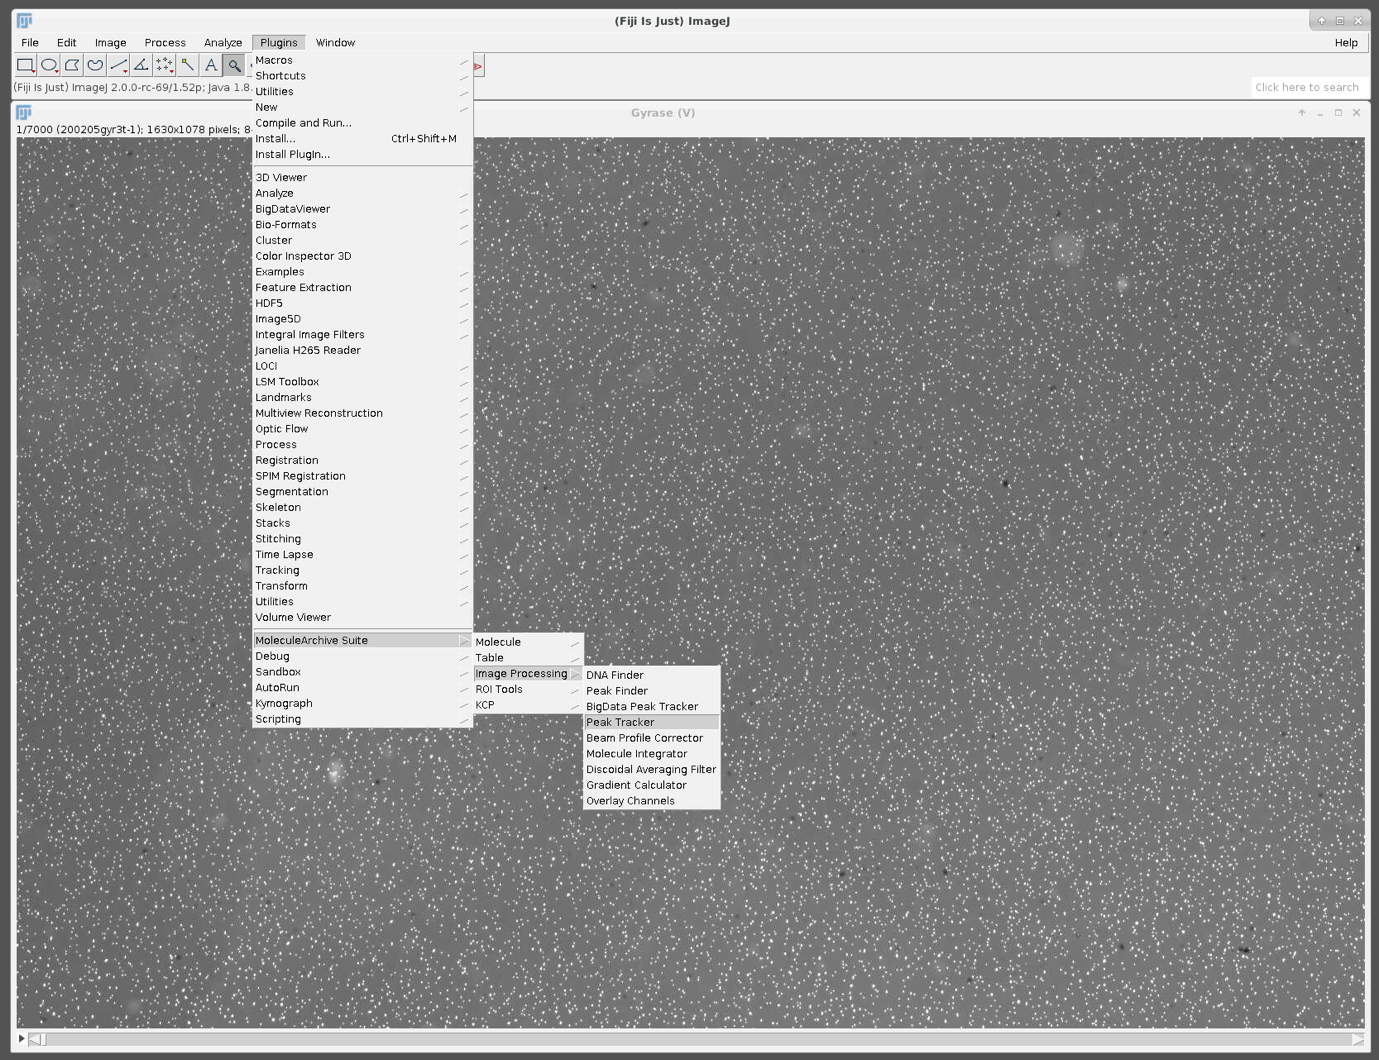 (Fiji Is Just) ImageJ
File Edit Image Process Analyze Plugins Window Help
(Fiji Is Just) ImageJ 2.0.0-rc-69/1.52p; Java 1.8.
Click here to search
Gyrase (V)
1/7000 (200205gyr3t-1); 1630x1078 pixels; 8-
Macros
Shortcuts
Utilities
New
Compile and Run...
Install... Ctrl+Shift+M
Install PlugIn...
3D Viewer
Analyze
BigDataViewer
Bio-Formats
Cluster
Color Inspector 3D
Examples
Feature Extraction
HDF5
Image5D
Integral Image Filters
Janelia H265 Reader
LOCI
LSM Toolbox
Landmarks
Multiview Reconstruction
Optic Flow
Process
Registration
SPIM Registration
Segmentation
Skeleton
Stacks
Stitching
Time Lapse
Tracking
Transform
Utilities
Volume Viewer
MoleculeArchive Suite
Debug
Sandbox
AutoRun
Kymograph
Scripting
Molecule
Table
Image Processing
ROI Tools
KCP
DNA Finder
Peak Finder
BigData Peak Tracker
Peak Tracker
Beam Profile Corrector
Molecule Integrator
Discoidal Averaging Filter
Gradient Calculator
Overlay Channels